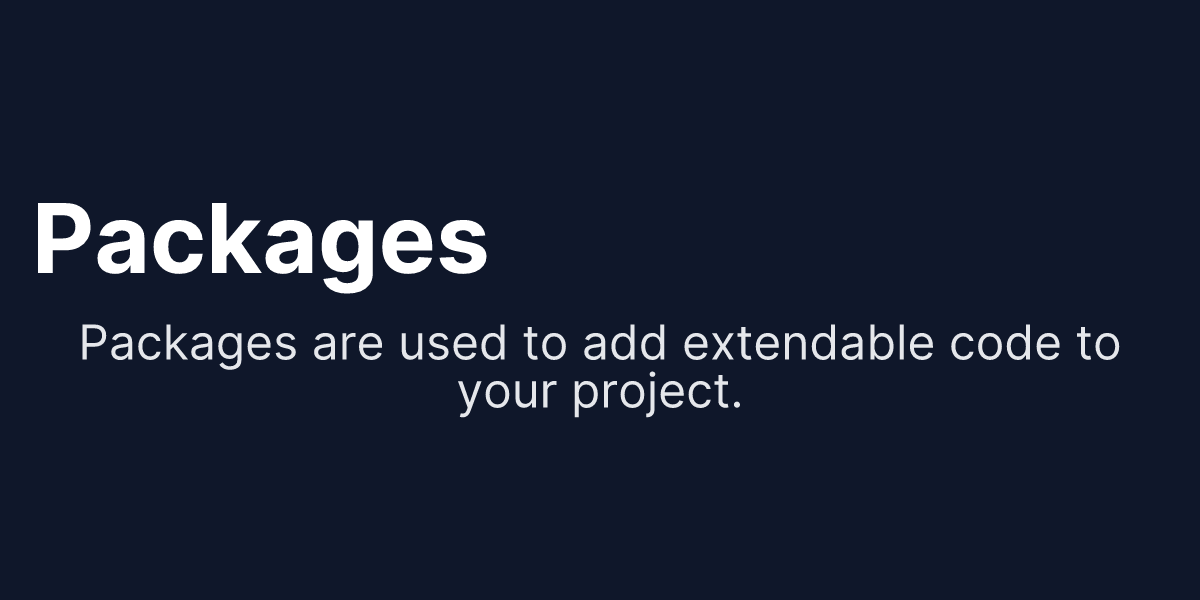 Packages
Packages are used to add extendable code to
your project.